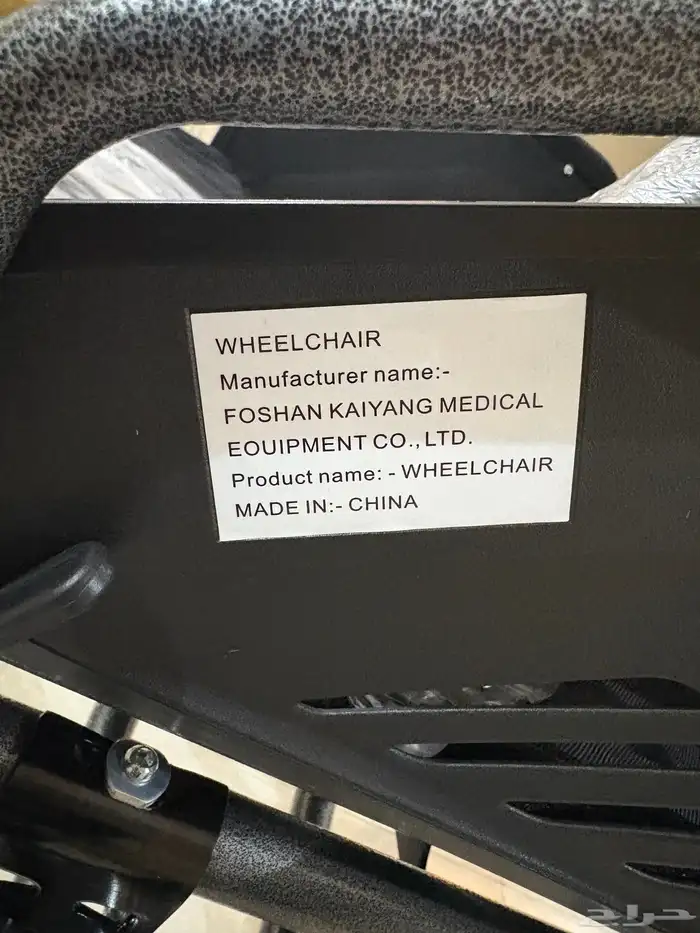 WHEELCHAIR
Manufacturer name:-
FOSHAN KAIYANG MEDICAL
EOUIPMENT CO.,LTD.
Product name: - WHEELCHAIR
MADE IN:- CHINA
حراج